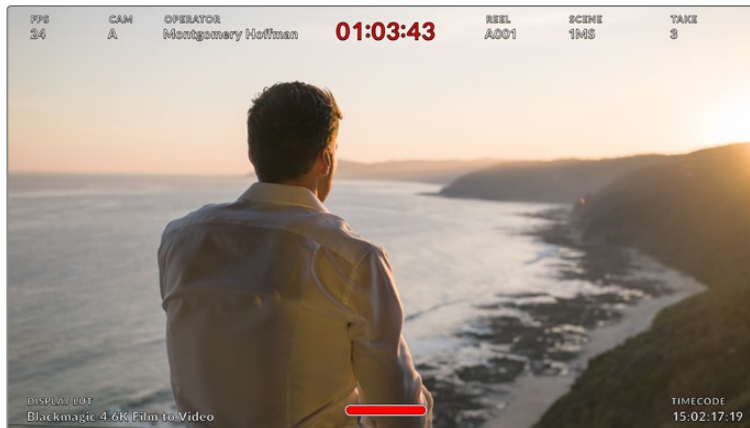 FPS
24
CAM
A
OPERATOR
Montgomery Hoffman
01:03:43
REEL
A001
SCENE
1MS
TAKE
3
DISPLAY LUT
Blackmagic 4.6K Film to Video
TIMECODE
15:02:17:19